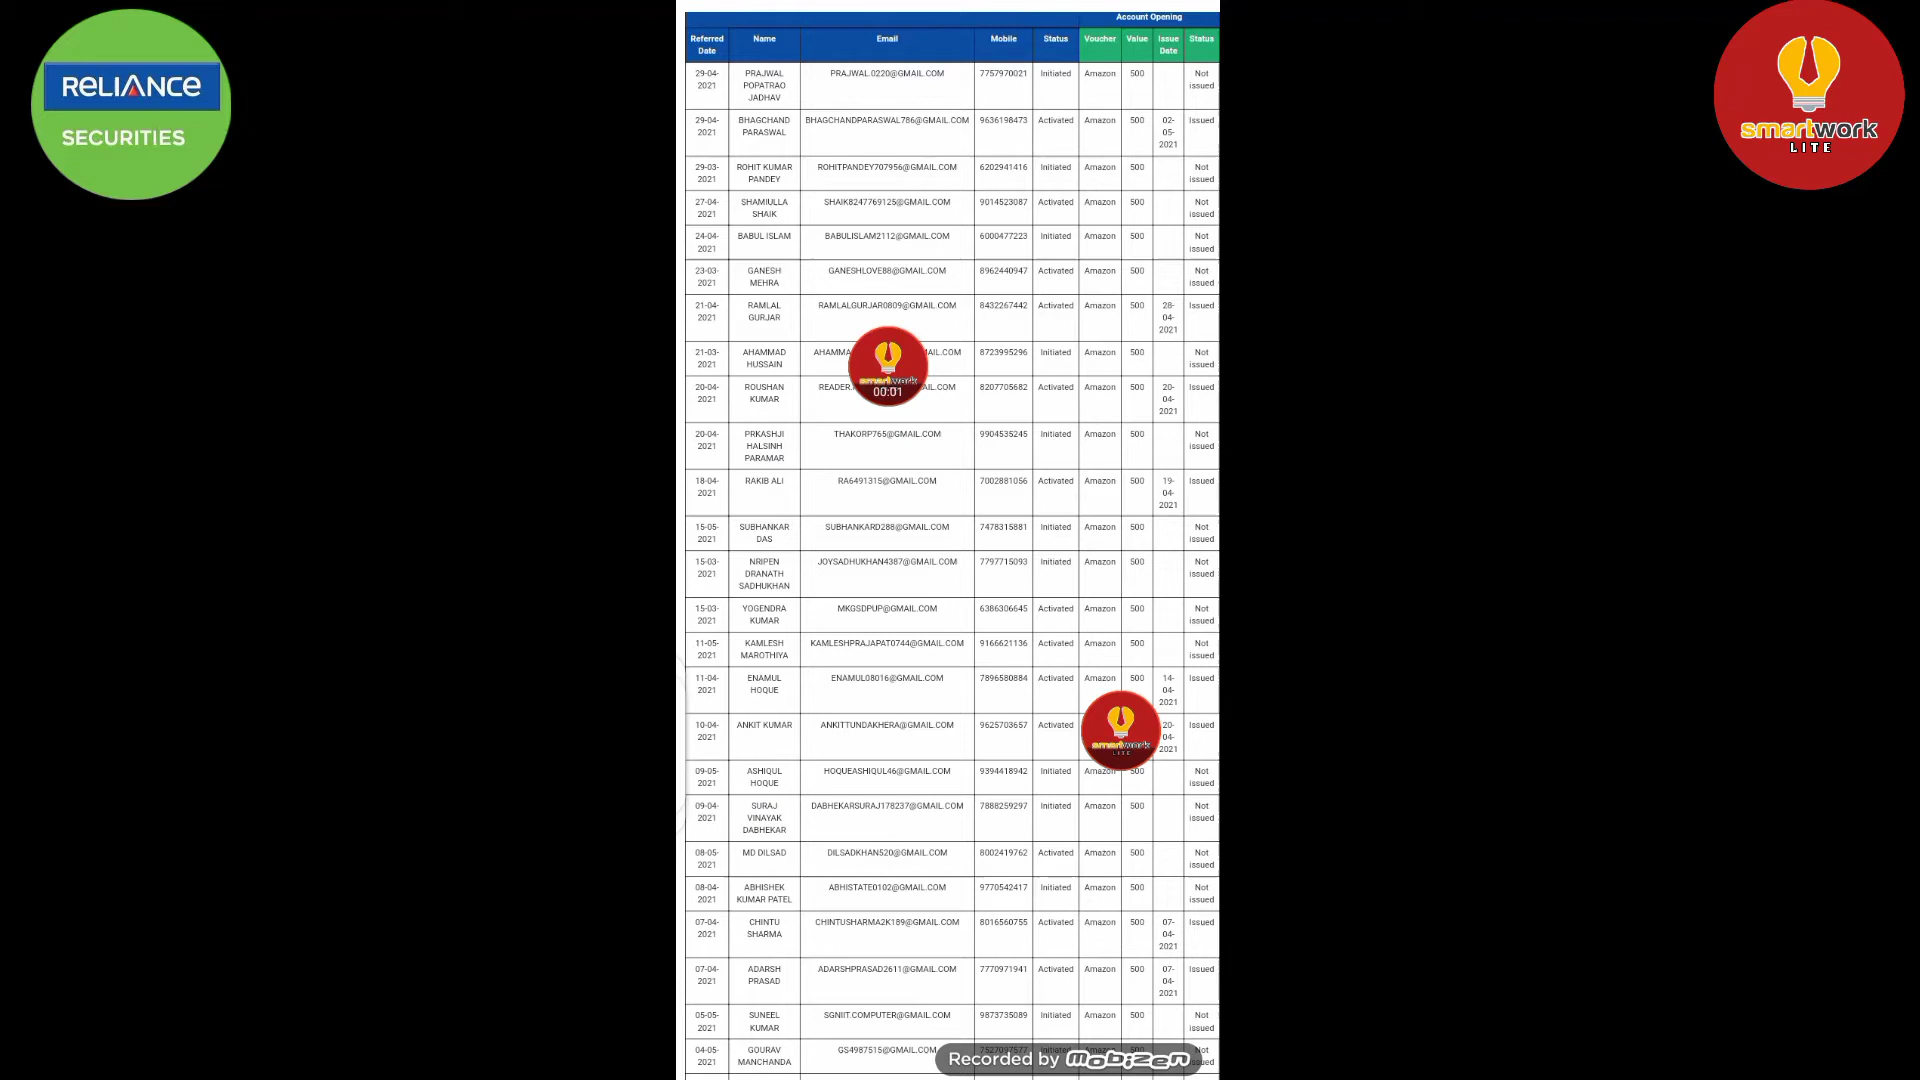 RELIANCE
SECURITIES
smartwork
LITE
Account Opening
Referred Date Name Email Mobile Status Voucher Value Issue Date Status
29-04-2021 PRAJWAL POPATRAO JADHAV PRAJWAL.0220@GMAIL.COM 7757970021 Initiated Amazon 500 Not issued
29-04-2021 BHAGCHAND PARASWAL BHAGCHANDPARASWAL786@GMAIL.COM 9636198473 Activated Amazon 500 02-05-2021 Issued
29-03-2021 ROHIT KUMAR PANDEY ROHITPANDEY707956@GMAIL.COM 6202941416 Initiated Amazon 500 Not issued
27-04-2021 SHAMIULLA SHAIK SHAIK8247769125@GMAIL.COM 9014523087 Activated Amazon 500 Not issued
24-04-2021 BABUL ISLAM BABULISLAM2112@GMAIL.COM 6000477223 Initiated Amazon 500 Not issued
23-03-2021 GANESH MEHRA GANESHLOVE88@GMAIL.COM 8962440947 Activated Amazon 500 Not issued
21-04-2021 RAMLAL GURJAR RAMLALGURJAR0809@GMAIL.COM 8432267442 Activated Amazon 500 28-04-2021 Issued
21-03-2021 AHAMMAD HUSSAIN 8723995296 Initiated Amazon 500 Not issued
20-04-2021 ROUSHAN KUMAR 8207705682 Activated Amazon 500 20-04-2021 Issued
smartwork
00:01
20-04-2021 PRKASHJI HALSINH PARAMAR THAKORP765@GMAIL.COM 9904535245 Initiated Amazon 500 Not issued
18-04-2021 RAKIB ALI RA6491315@GMAIL.COM 7002881056 Activated Amazon 500 19-04-2021 Issued
15-05-2021 SUBHANKAR DAS SUBHANKARD288@GMAIL.COM 7478315881 Initiated Amazon 500 Not issued
15-03-2021 NRIPEN DRANATH SADHUKHAN JOYSADHUKHAN4387@GMAIL.COM 7797715093 Initiated Amazon 500 Not issued
15-03-2021 YOGENDRA KUMAR MKGSDPUP@GMAIL.COM 6386306645 Activated Amazon 500 Not issued
11-05-2021 KAMLESH MAROTHIYA KAMLESHPRAJAPAT0744@GMAIL.COM 9166621136 Activated Amazon 500 Not issued
11-04-2021 ENAMUL HOQUE ENAMUL08016@GMAIL.COM 7896580884 Activated Amazon 500 14-04-2021 Issued
10-04-2021 ANKIT KUMAR ANKITTUNDAKHERA@GMAIL.COM 9625703657 Activated 20-04-2021 Issued
smartwork
LITE
09-05-2021 ASHIQUL HOQUE HOQUEASHIQUL46@GMAIL.COM 9394418942 Initiated Amazon 500 Not issued
09-04-2021 SURAJ VINAYAK DABHEKAR DABHEKARSURAJ178237@GMAIL.COM 7888259297 Initiated Amazon 500 Not issued
08-05-2021 MD DILSAD DILSADKHAN520@GMAIL.COM 8002419762 Activated Amazon 500 Not issued
08-04-2021 ABHISHEK KUMAR PATEL ABHISTATE0102@GMAIL.COM 9770542417 Initiated Amazon 500 Not issued
07-04-2021 CHINTU SHARMA CHINTUSHARMA2K189@GMAIL.COM 8016560755 Activated Amazon 500 07-04-2021 Issued
07-04-2021 ADARSH PRASAD ADARSHPRASAD2611@GMAIL.COM 7770971941 Activated Amazon 500 07-04-2021 Issued
05-05-2021 SUNEEL KUMAR SGNIIT.COMPUTER@GMAIL.COM 9873735089 Initiated Amazon 500 Not issued
04-05-2021 GOURAV MANCHANDA GS4987515@GMAIL.COM 7527097577 Initiated Amazon 500 Not issued
Recorded by mobizen